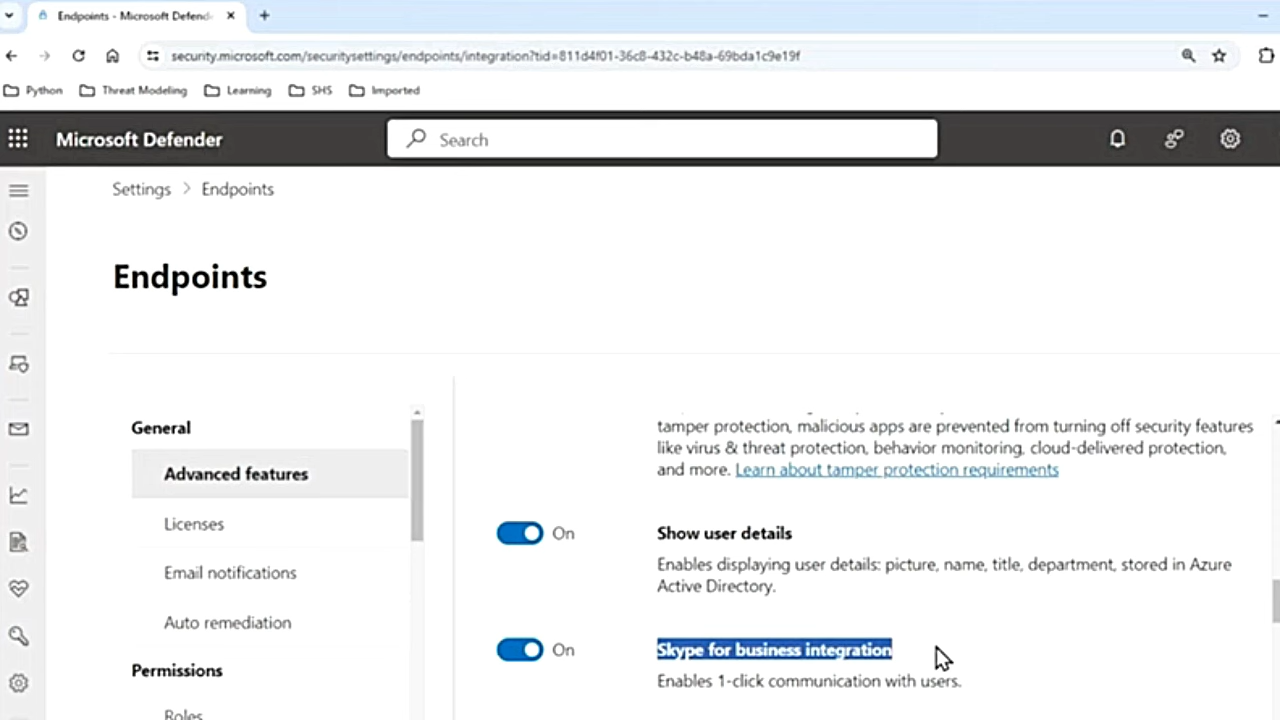 Endpoints - Microsoft Defend
security.microsoft.com/securitysettings/endpoints/integration?tid=811d4f01-36c8-432c-b48a-69bda1c9e19f
Python
Threat Modeling
Learning
SHS
Imported
Microsoft Defender
Search
Settings > Endpoints
Endpoints
General
Advanced features
Licenses
Email notifications
Auto remediation
Permissions
Roles
tamper protection, malicious apps are prevented from turning off security features
like virus & threat protection, behavior monitoring, cloud-delivered protection,
and more. Learn about tamper protection requirements
On
Show user details
Enables displaying user details: picture, name, title, department, stored in Azure
Active Directory.
On
Skype for business integration
Enables 1-click communication with users.